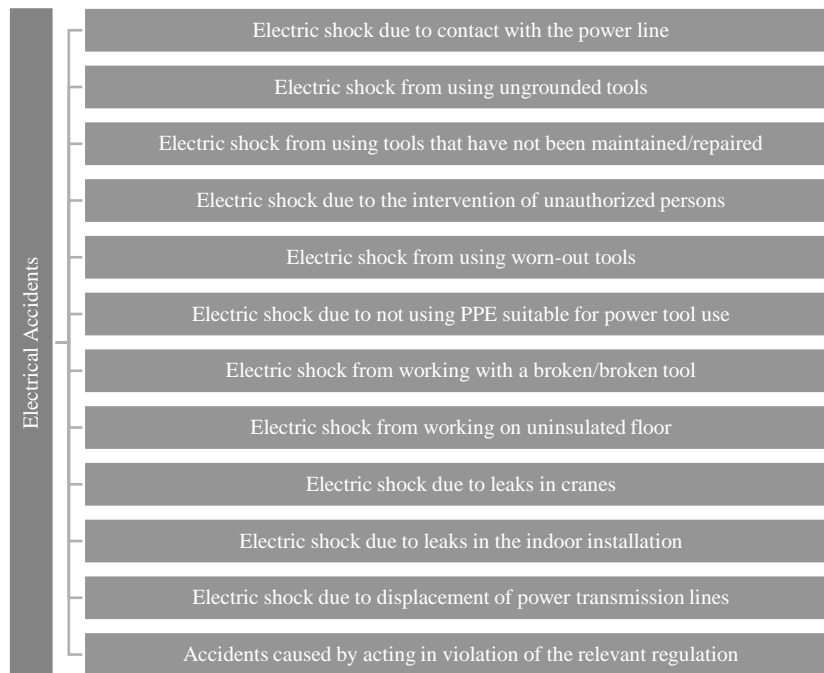 Electrical Accidents
Electric shock due to contact with the power line
Electric shock from using ungrounded tools
Electric shock from using tools that have not been maintained/repaired
Electric shock due to the intervention of unauthorized persons
Electric shock from using worn-out tools
Electric shock due to not using PPE suitable for power tool use
Electric shock from working with a broken/broken tool
Electric shock from working on uninsulated floor
Electric shock due to leaks in cranes
Electric shock due to leaks in the indoor installation
Electric shock due to displacement of power transmission lines
Accidents caused by acting in violation of the relevant regulation